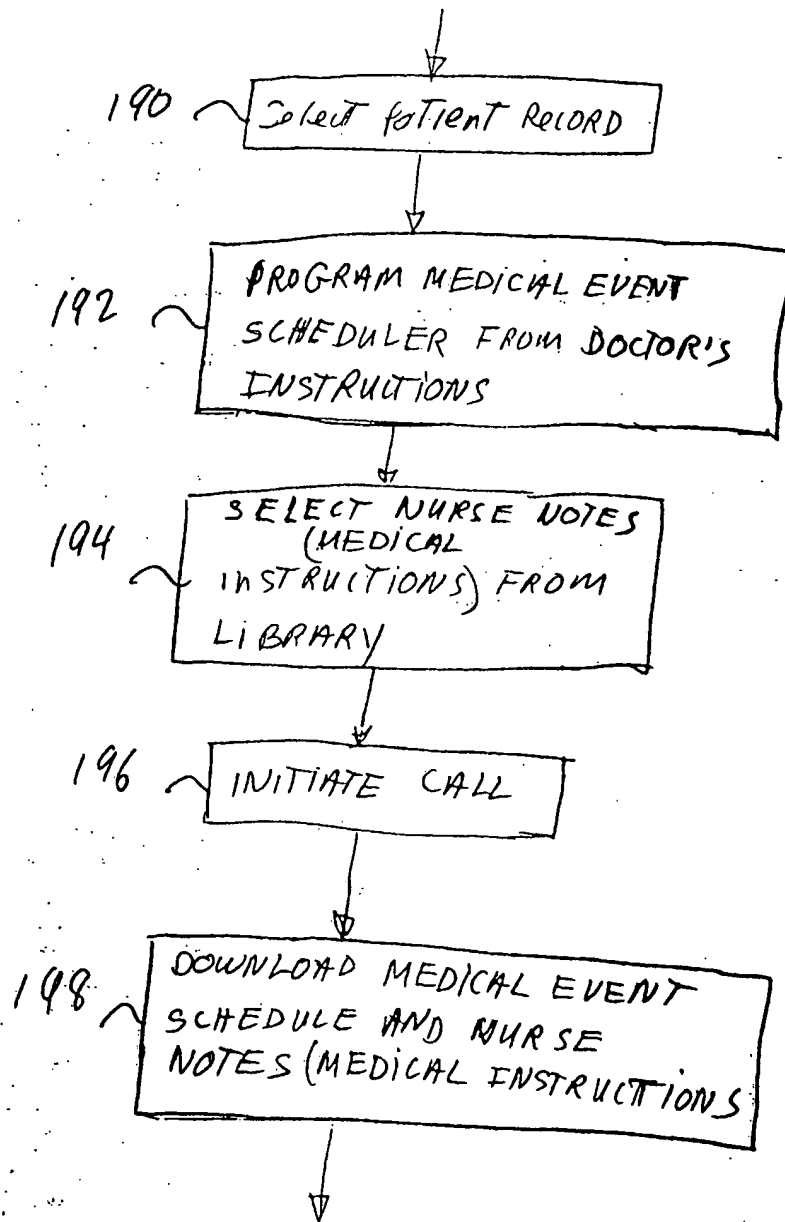 190
Select Patient Record
192
PROGRAM MEDICAL EVENT
SCHEDULER FROM DOCTOR'S
INSTRUCTIONS
194
SELECT NURSE NOTES
(MEDICAL
INSTRUCTIONS) FROM
LIBRARY
196
INITIATE CALL
198
DOWNLOAD MEDICAL EVENT
SCHEDULE AND NURSE
NOTES (MEDICAL INSTRUCTIONS